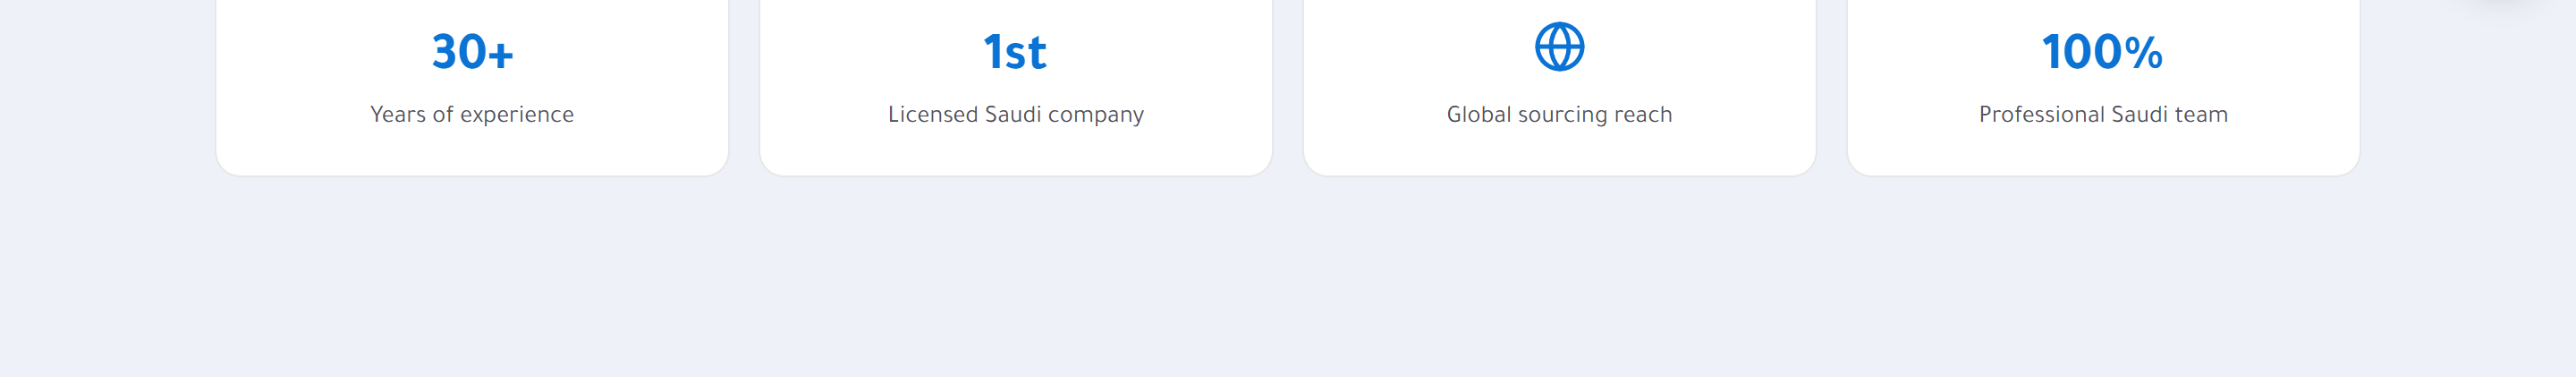 30+
Years of experience
1st
Licensed Saudi company
Global sourcing reach
100%
Professional Saudi team